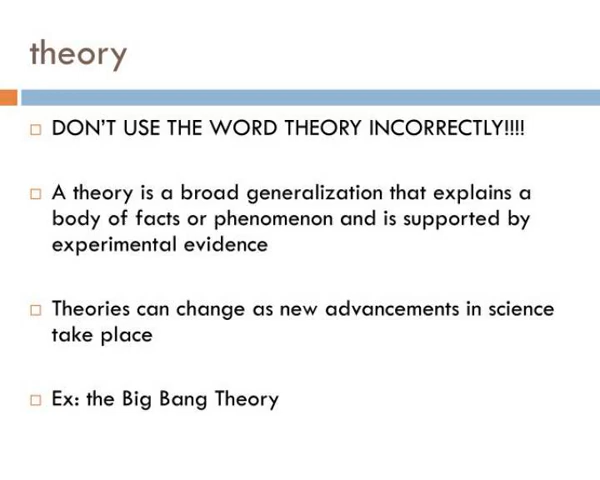 theory
DON'T USE THE WORD THEORY INCORRECTLY!!!!
A theory is a broad generalization that explains a
body of facts or phenomenon and is supported by
experimental evidence
Theories can change as new advancements in science
take place
Ex: the Big Bang Theory